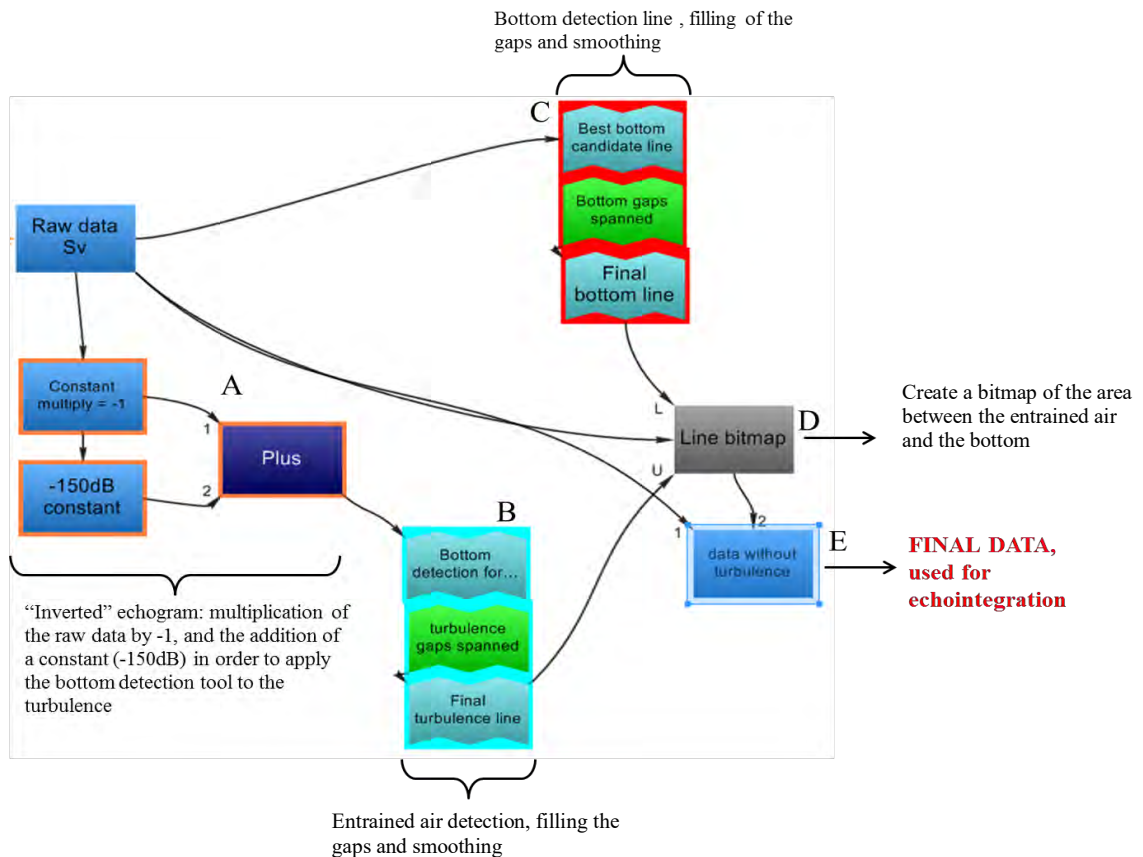 Bottom detection line , filling of the
gaps and smoothing
C
Best bottom
candidate line
Bottom gaps
spanned
Final
bottom line
Raw data
Sv
Constant
multiply = -1
-150dB
constant
A
1
2
Plus
L
U
Line bitmap
D
Create a bitmap of the area
between the entrained air
and the bottom
B
Bottom
detection for...
turbulence
gaps spanned
Final
turbulence line
1
2
data without
turbulence
E
FINAL DATA,
used for
echointegration
“Inverted” echogram: multiplication of
the raw data by -1, and the addition of
a constant (-150dB) in order to apply
the bottom detection tool to the
turbulence
Entrained air detection, filling the
gaps and smoothing